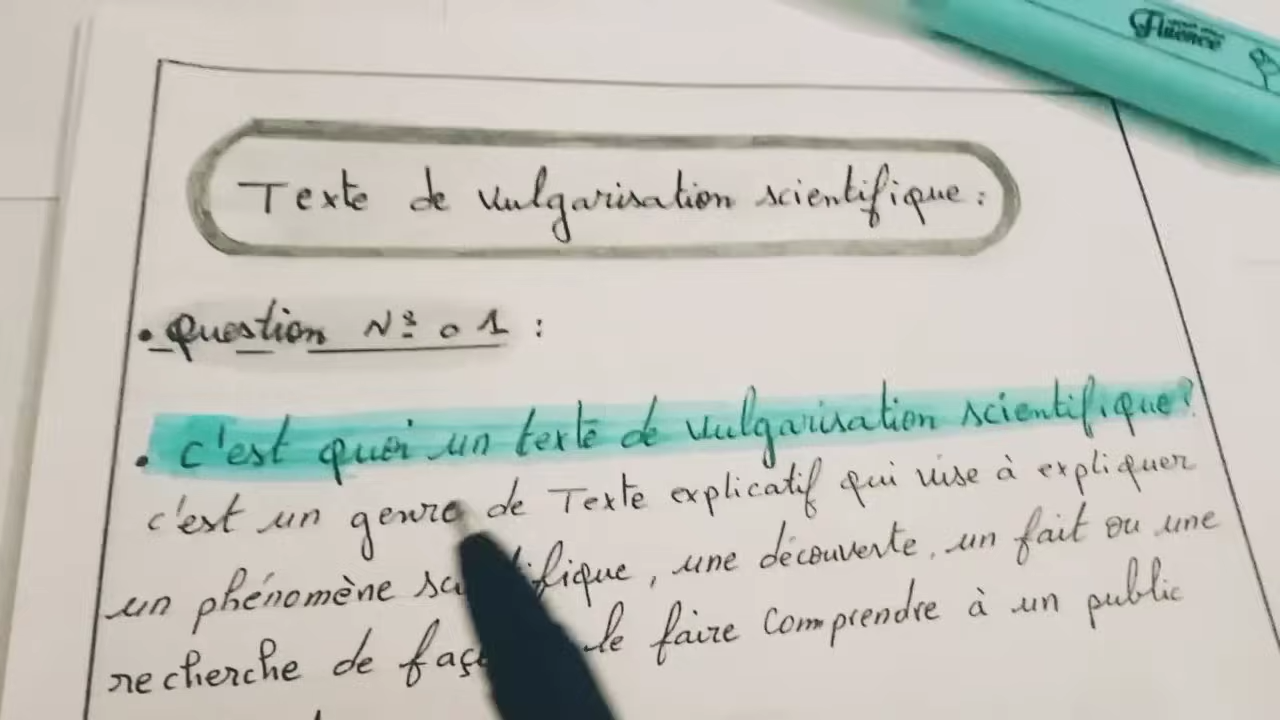 Fluence
Texte de vulgarisation scientifique :
• Question N° 01 :
• c'est quoi un texte de vulgarisation scientifique ?
c'est un genre de Texte explicatif qui vise à expliquer
un phénomène scientifique, une découverte, un fait ou une
recherche de le faire comprendre à un public